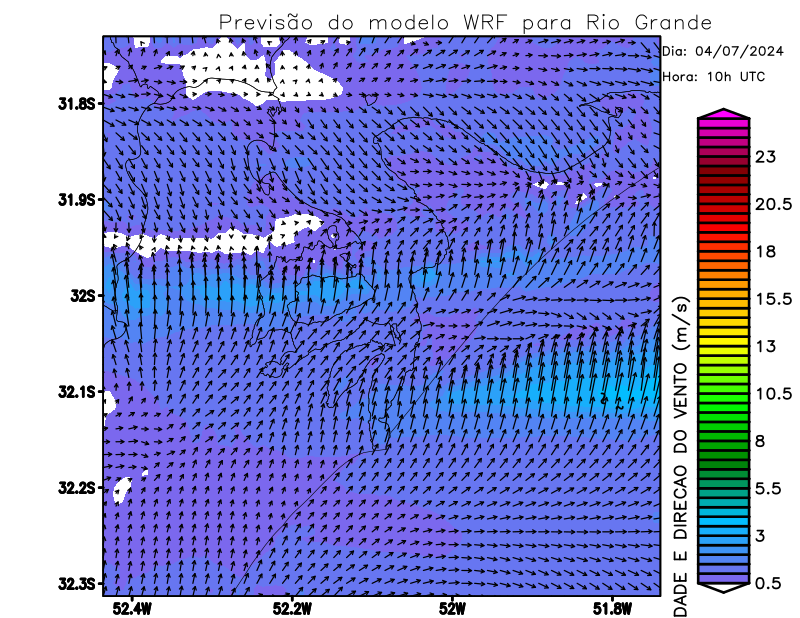 Previsão do modelo WRF para Rio Grande
Dia: 04/07/2024
Hora: 10h UTC
31.8S
31.9S
32S
32.1S
32.2S
32.3S
52.4W
52.2W
52W
51.8W
23
20.5
18
15.5
13
10.5
8
5.5
3
0.5
DADE E DIRECAO DO VENTO (m/s)